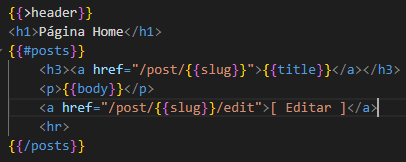 {{>header}}
<h1>Página Home</h1>
{{#posts}}
    <h3><a href="/post/{{slug}}">{{title}}</a></h3>
    <p>{{body}}</p>
    <a href="/post/{{slug}}/edit">[ Editar ]</a>
    <hr>
{{/posts}}